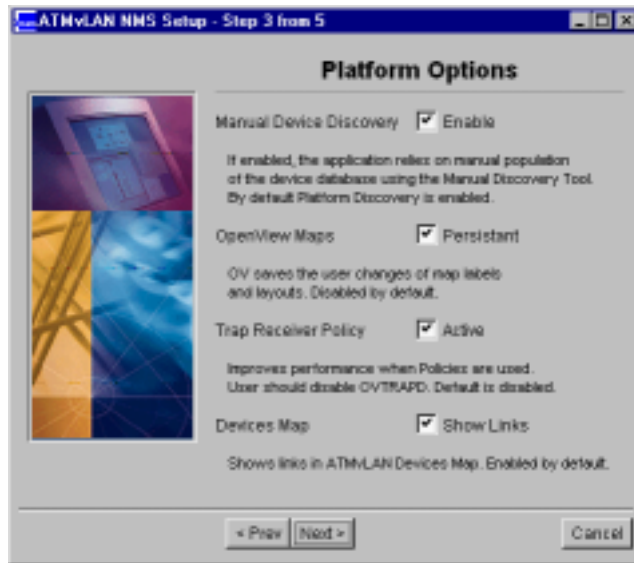 ATMvLAN NMS Setup - Step 3 from 5
Platform Options
Manual Device Discovery Enable
If enabled, the application relies on manual population
of the device database using the Manual Discovery Tool.
By default Platform Discovery is enabled.
OpenView Maps Persistant
OV saves the user changes of map labels
and layouts. Disabled by default.
Trap Receiver Policy Active
Improves performance when Policies are used.
User should disable OVTRAPD. Default is disabled.
Devices Map Show Links
Shows links in ATMvLAN Devices Map. Enabled by default.
< Prev Next > Cancel